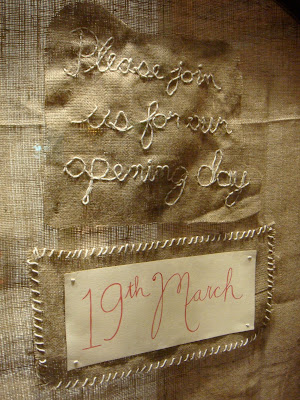 Please join
us for our
opening day
19th March